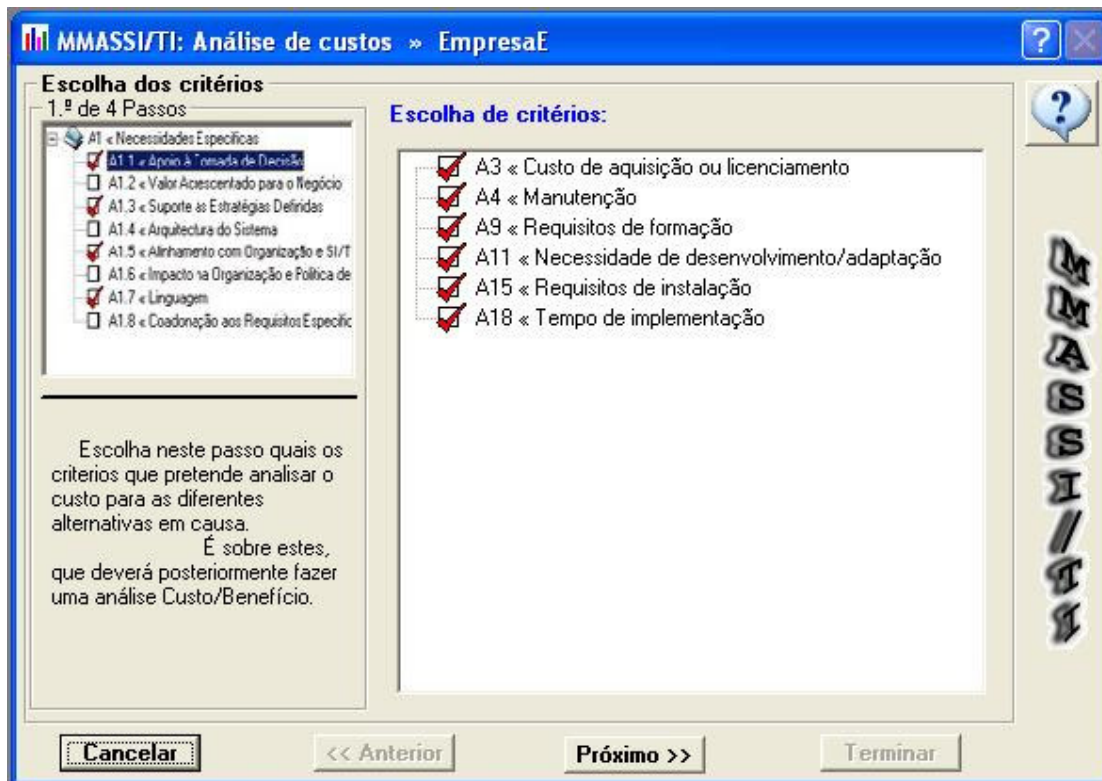 MMASSI/TI: Análise de custos » EmpresaE
Escolha dos critérios
1.º de 4 Passos
A1 « Necessidades Especificas
A1.1 « Apoio à Tomada de Decisão
A1.2 « Valor Acrescentado para o Negócio
A1.3 « Suporte as Estratégias Definidas
A1.4 « Arquitectura do Sistema
A1.5 « Alinhamento com Organização e SI/T
A1.6 « Impacto na Organização e Politica de
A1.7 « Linguagem
A1.8 « Coadonação aos Requisitos Especific
Escolha neste passo quais os
criterios que pretende analisar o
custo para as diferentes
alternativas em causa.
É sobre estes,
que deverá posteriormente fazer
uma análise Custo/Benefício.
Escolha de critérios:
A3 « Custo de aquisição ou licenciamento
A4 « Manutenção
A9 « Requisitos de formação
A11 « Necessidade de desenvolvimento/adaptação
A15 « Requisitos de instalação
A18 « Tempo de implementação
MMASSI/TI
Cancelar
<< Anterior
Próximo >>
Terminar